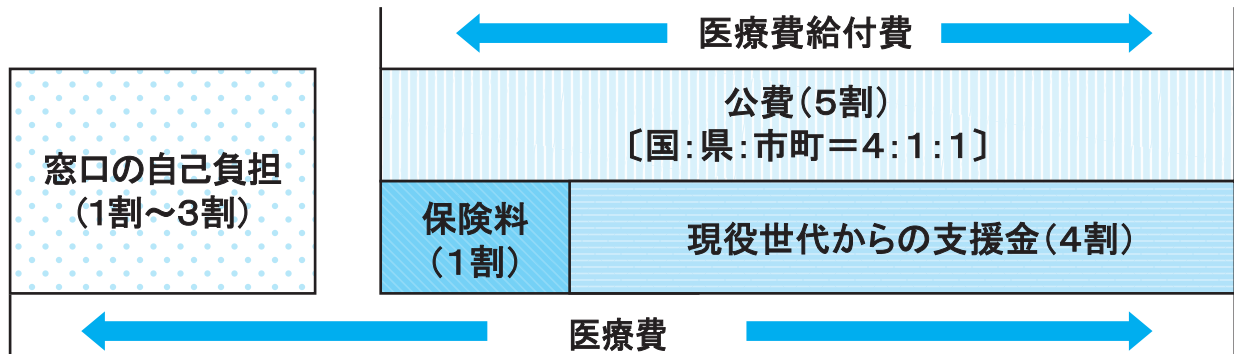 医療費給付費
公費（5割）
〔国：県：市町＝4：1：1〕
窓口の自己負担
（1割～3割）
保険料
（1割）
現役世代からの支援金（4割）
医療費